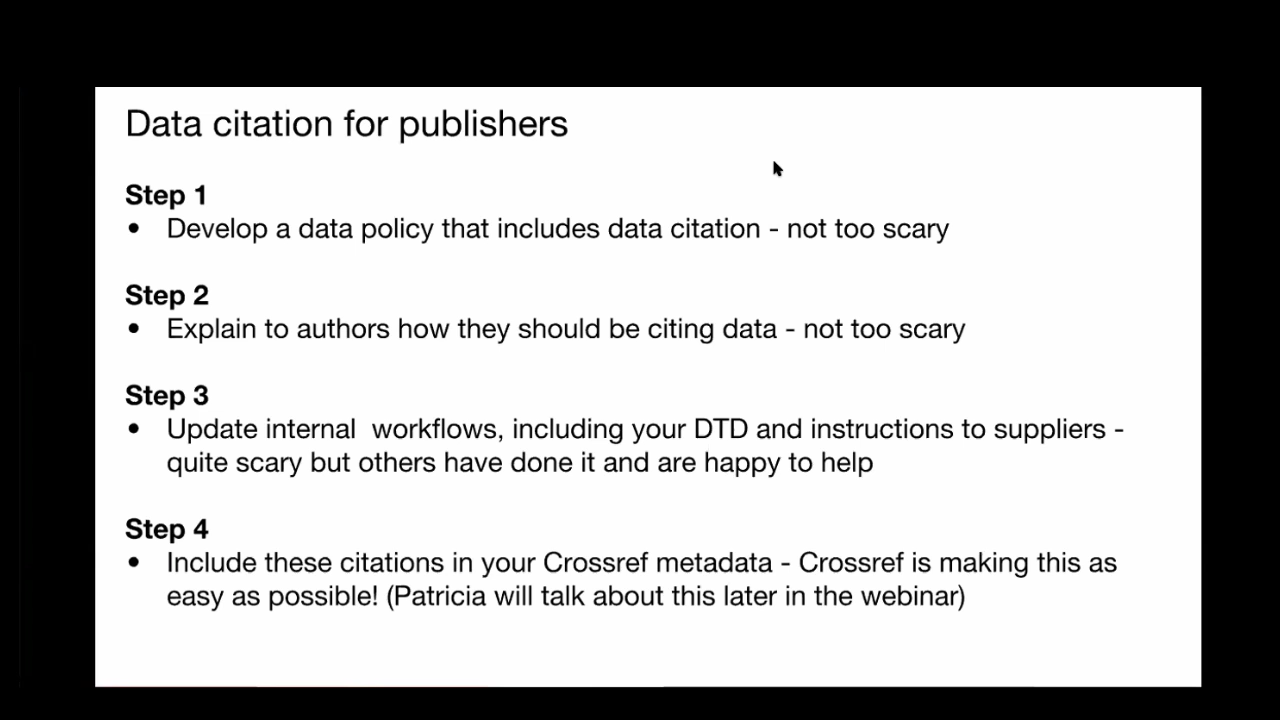 Data citation for publishers
Step 1
• Develop a data policy that includes data citation - not too scary
Step 2
• Explain to authors how they should be citing data - not too scary
Step 3
• Update internal  workflows, including your DTD and instructions to suppliers -
quite scary but others have done it and are happy to help
Step 4
• Include these citations in your Crossref metadata - Crossref is making this as
easy as possible! (Patricia will talk about this later in the webinar)